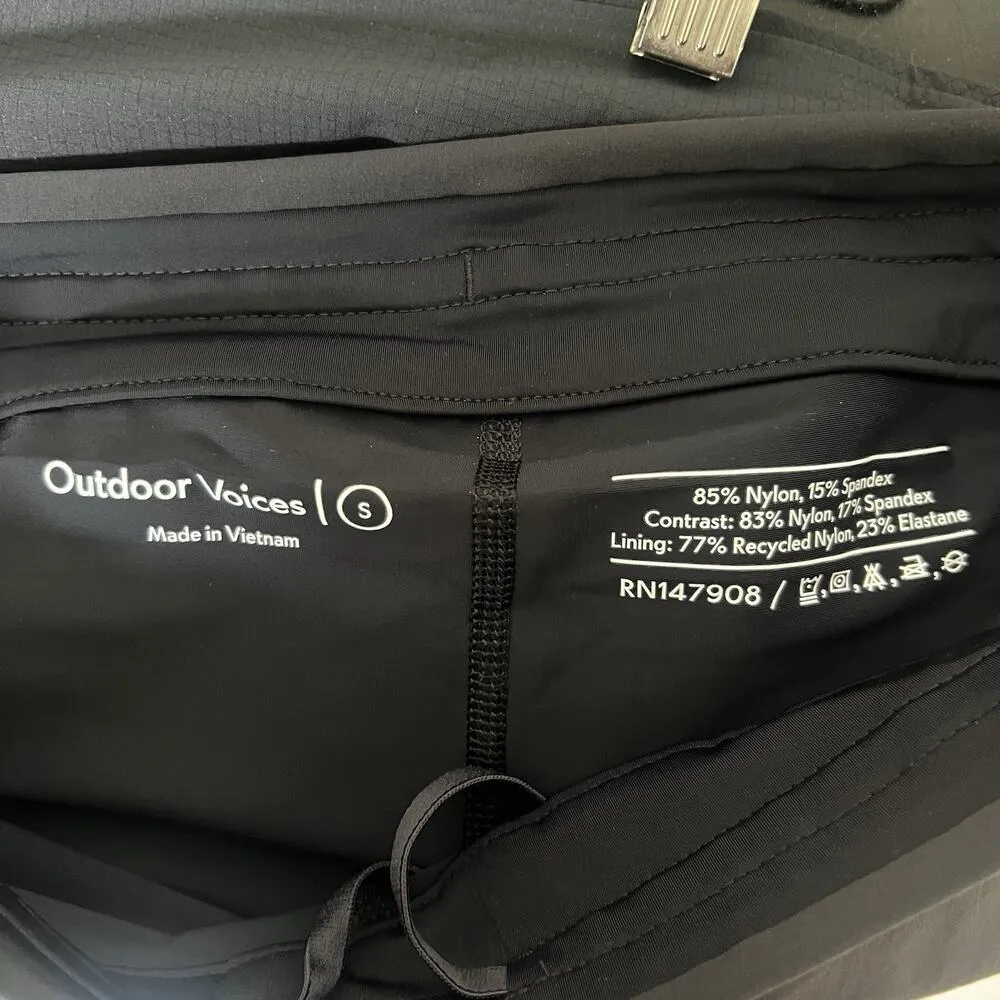 Outdoor Voices | S
Made in Vietnam
85% Nylon, 15% Spandex
Contrast: 83% Nylon, 17% Spandex
Lining: 77% Recycled Nylon, 23% Elastane
RN147908 /